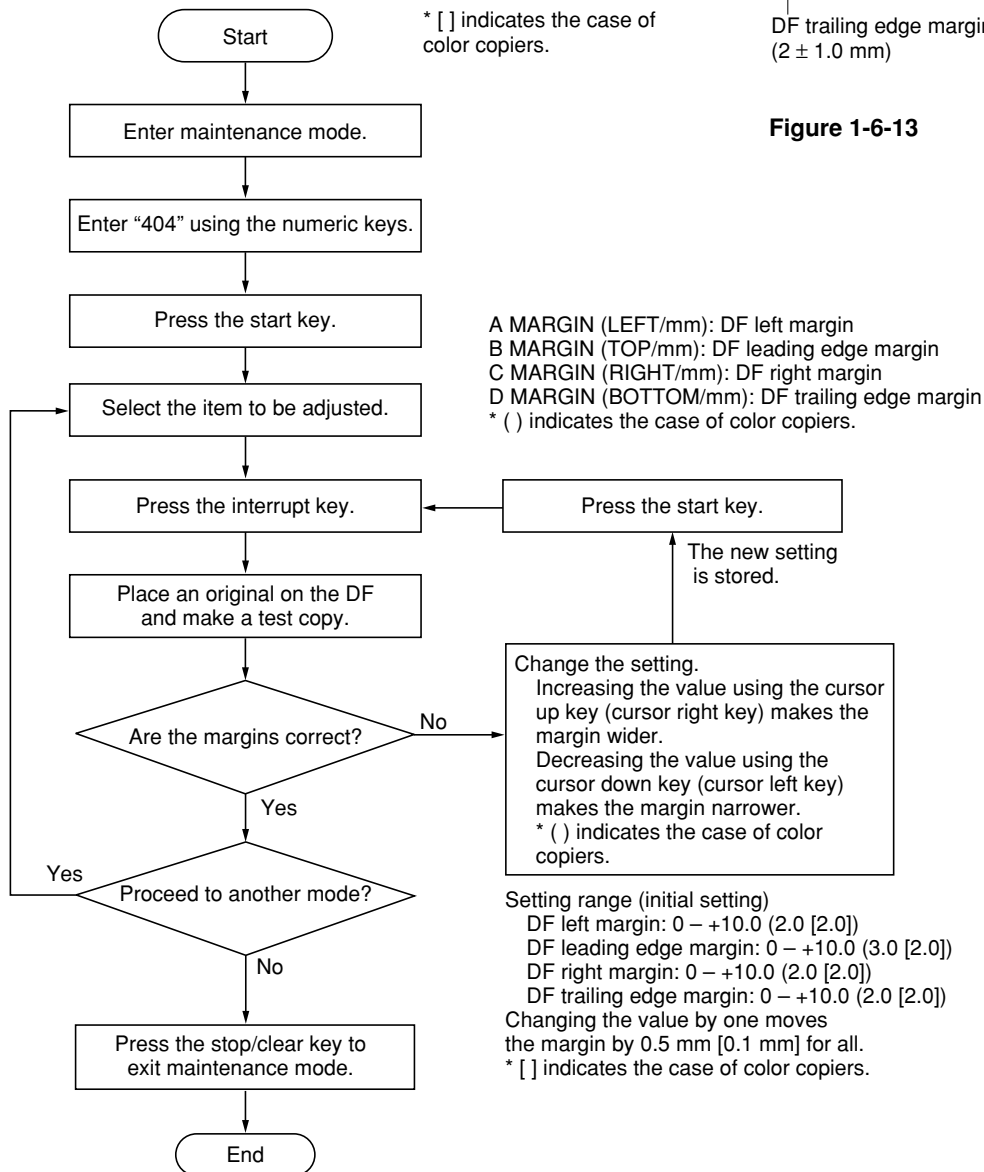 Start
* [ ] indicates the case of
color copiers.
DF trailing edge margin
(2 ± 1.0 mm)
Figure 1-6-13
Enter maintenance mode.
Enter “404” using the numeric keys.
Press the start key.
A MARGIN (LEFT/mm): DF left margin
B MARGIN (TOP/mm): DF leading edge margin
C MARGIN (RIGHT/mm): DF right margin
D MARGIN (BOTTOM/mm): DF trailing edge margin
* ( ) indicates the case of color copiers.
Select the item to be adjusted.
Press the interrupt key.
Press the start key.
The new setting
is stored.
Place an original on the DF
and make a test copy.
Are the margins correct?
No
Yes
Change the setting.
Increasing the value using the cursor
up key (cursor right key) makes the
margin wider.
Decreasing the value using the
cursor down key (cursor left key)
makes the margin narrower.
* ( ) indicates the case of color
copiers.
Yes
Proceed to another mode?
No
Setting range (initial setting)
DF left margin: 0 – +10.0 (2.0 [2.0])
DF leading edge margin: 0 – +10.0 (3.0 [2.0])
DF right margin: 0 – +10.0 (2.0 [2.0])
DF trailing edge margin: 0 – +10.0 (2.0 [2.0])
Changing the value by one moves
the margin by 0.5 mm [0.1 mm] for all.
* [ ] indicates the case of color copiers.
Press the stop/clear key to
exit maintenance mode.
End